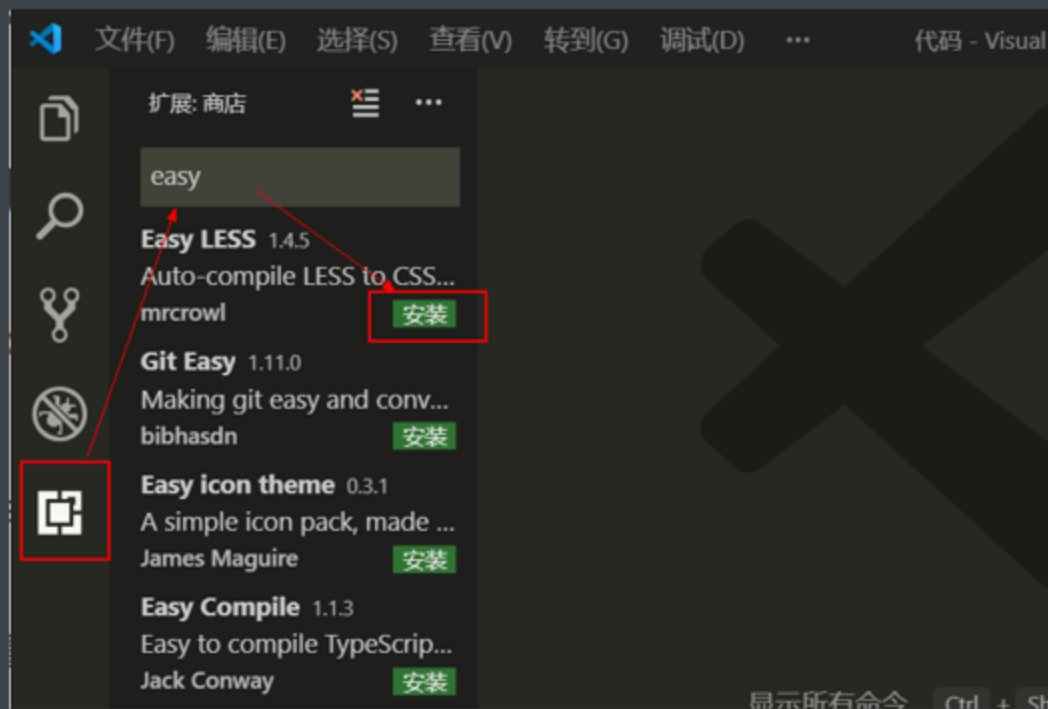 文件(F) 编辑(E) 选择(S) 查看(V) 转到(G) 调试(D) ··· 代码 - Visual
扩展: 商店 ···
easy
Easy LESS 1.4.5
Auto-compile LESS to CSS...
mrcrowl 安装
Git Easy 1.11.0
Making git easy and conv...
bibhasdn 安装
Easy icon theme 0.3.1
A simple icon pack, made ...
James Maguire 安装
Easy Compile 1.1.3
Easy to compile TypeScrip...
Jack Conway 安装
显示所有命令 Ctrl + Sh